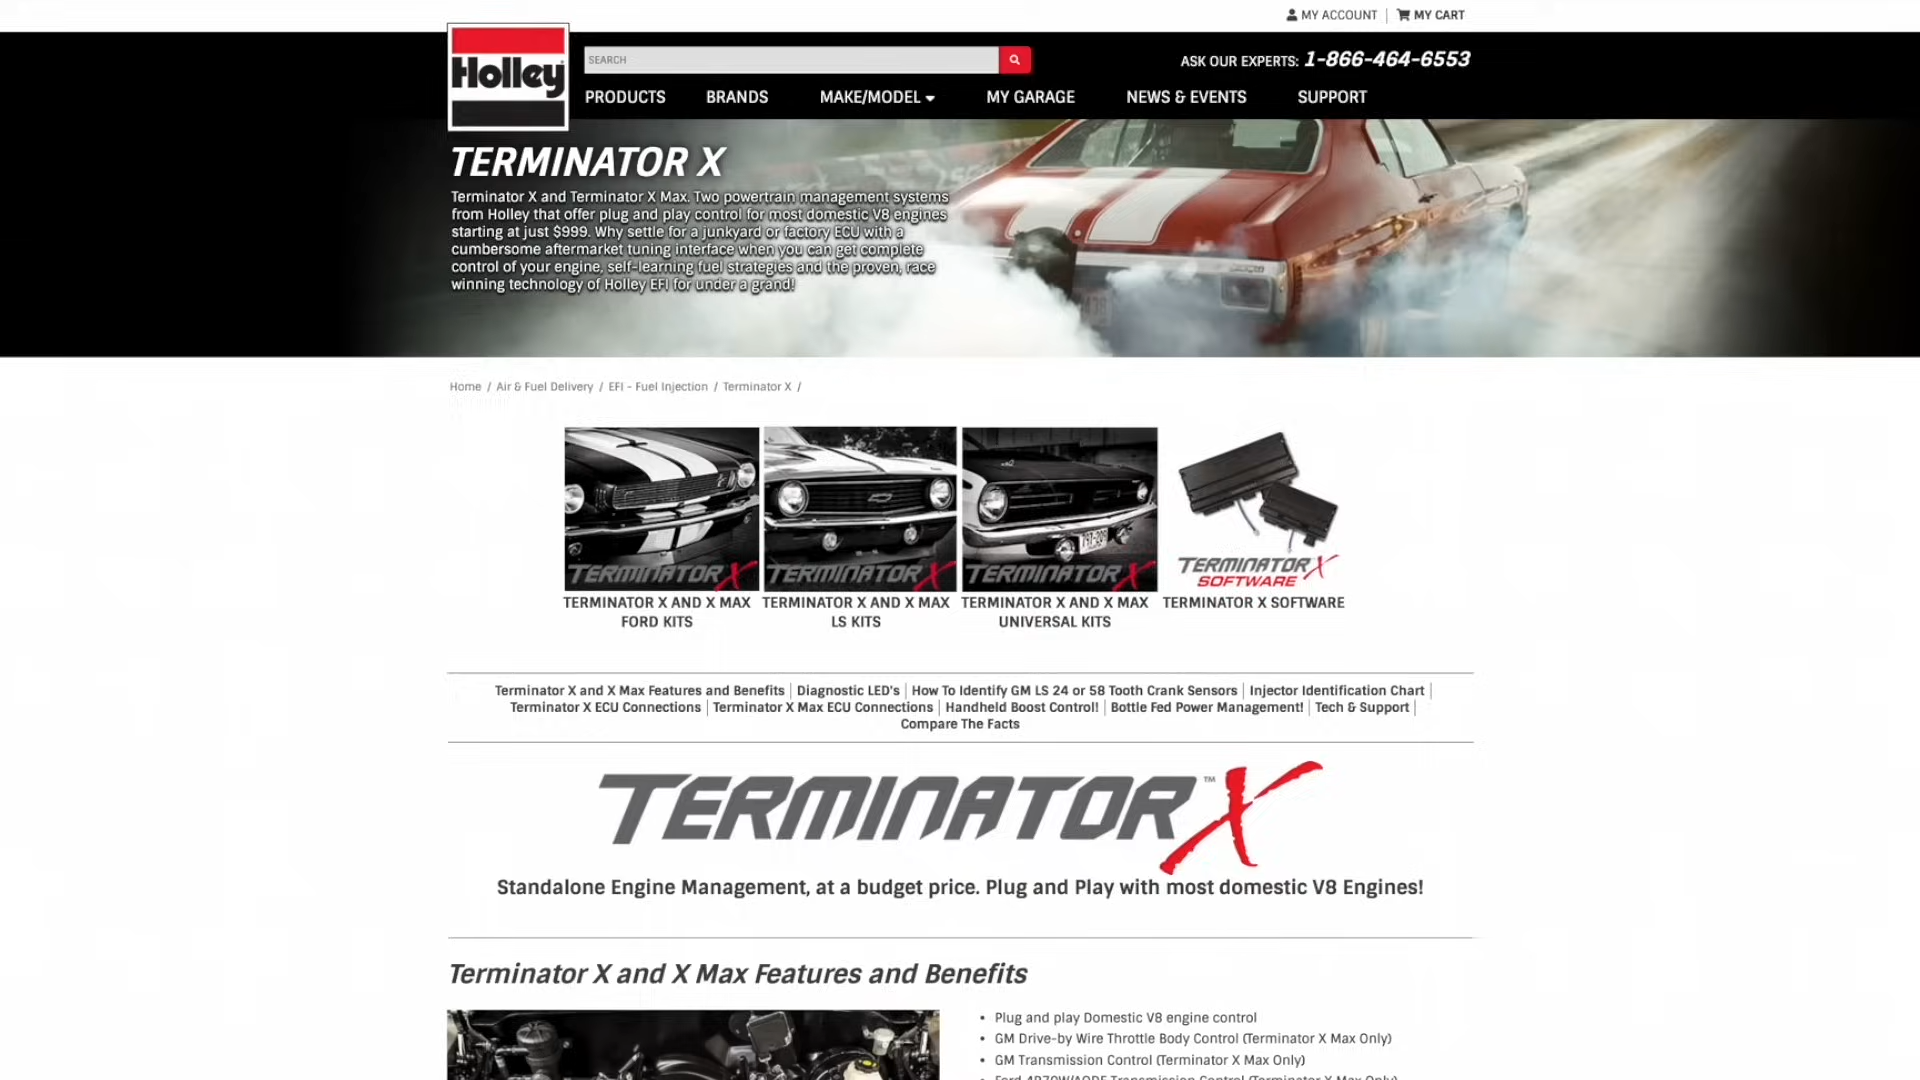 MY ACCOUNT
MY CART
Holley
SEARCH
ASK OUR EXPERTS: 1-866-464-6553
PRODUCTS
BRANDS
MAKE/MODEL
MY GARAGE
NEWS & EVENTS
SUPPORT
TERMINATOR X
Terminator X and Terminator X Max. Two powertrain management systems
from Holley that offer plug and play control for most domestic V8 engines
starting at just $999. Why settle for a junkyard or factory ECU with a
cumbersome aftermarket tuning interface when you can get complete
control of your engine, self-learning fuel strategies and the proven, race
winning technology of Holley EFI for under a grand!
Home / Air & Fuel Delivery / EFI - Fuel Injection / Terminator X /
TERMINATOR X
TERMINATOR X AND X MAX
FORD KITS
TERMINATOR X
TERMINATOR X AND X MAX
LS KITS
TERMINATOR X
TERMINATOR X AND X MAX
UNIVERSAL KITS
TERMINATOR X
SOFTWARE
TERMINATOR X SOFTWARE
Terminator X and X Max Features and Benefits | Diagnostic LED's | How To Identify GM LS 24 or 58 Tooth Crank Sensors | Injector Identification Chart |
Terminator X ECU Connections | Terminator X Max ECU Connections | Handheld Boost Control! | Bottle Fed Power Management! | Tech & Support |
Compare The Facts
TERMINATOR™ X
Standalone Engine Management, at a budget price. Plug and Play with most domestic V8 Engines!
Terminator X and X Max Features and Benefits
• Plug and play Domestic V8 engine control
• GM Drive-by Wire Throttle Body Control (Terminator X Max Only)
• GM Transmission Control (Terminator X Max Only)
• Ford 4R70W/AODE Transmission Control (Terminator X Max Only)